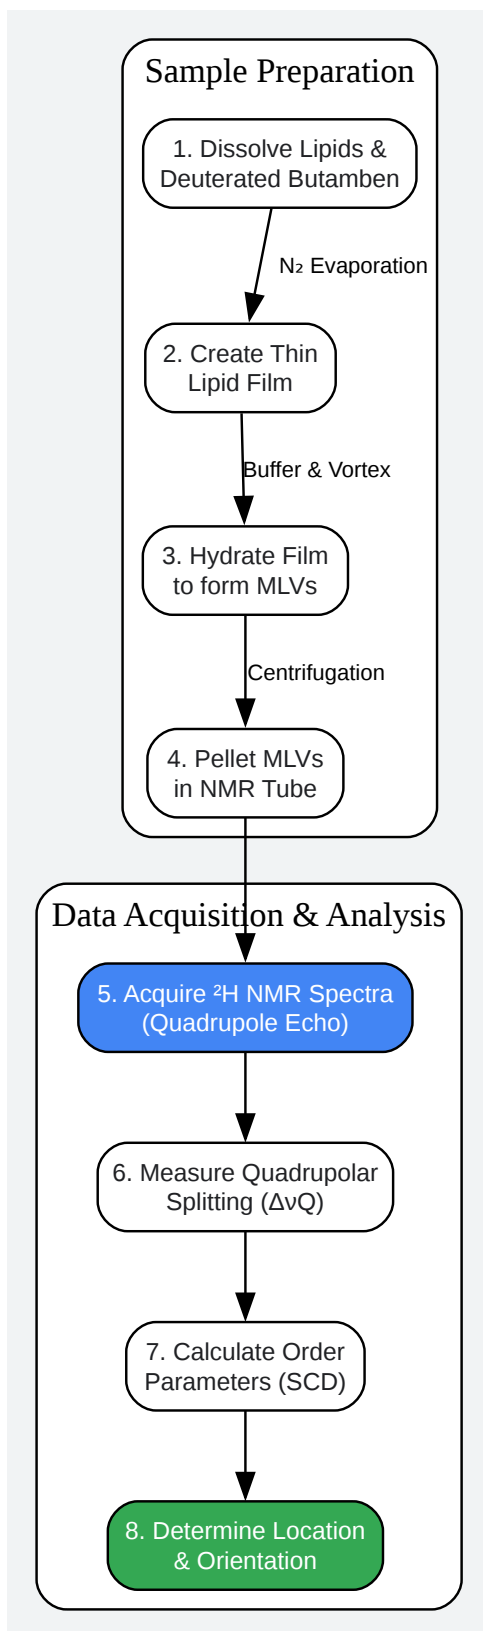 Sample Preparation
1. Dissolve Lipids &
Deuterated Butamben
N₂ Evaporation
2. Create Thin
Lipid Film
Buffer & Vortex
3. Hydrate Film
to form MLVs
Centrifugation
4. Pellet MLVs
in NMR Tube
Data Acquisition & Analysis
5. Acquire ²H NMR Spectra
(Quadrupole Echo)
6. Measure Quadrupolar
Splitting (ΔνQ)
7. Calculate Order
Parameters (SCD)
8. Determine Location
& Orientation